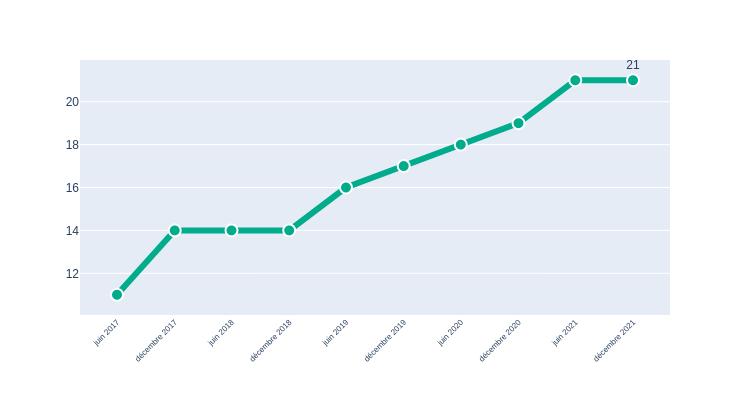 21
20
18
16
14
12
juin 2017
décembre 2017
juin 2018
décembre 2018
juin 2019
décembre 2019
juin 2020
décembre 2020
juin 2021
décembre 2021